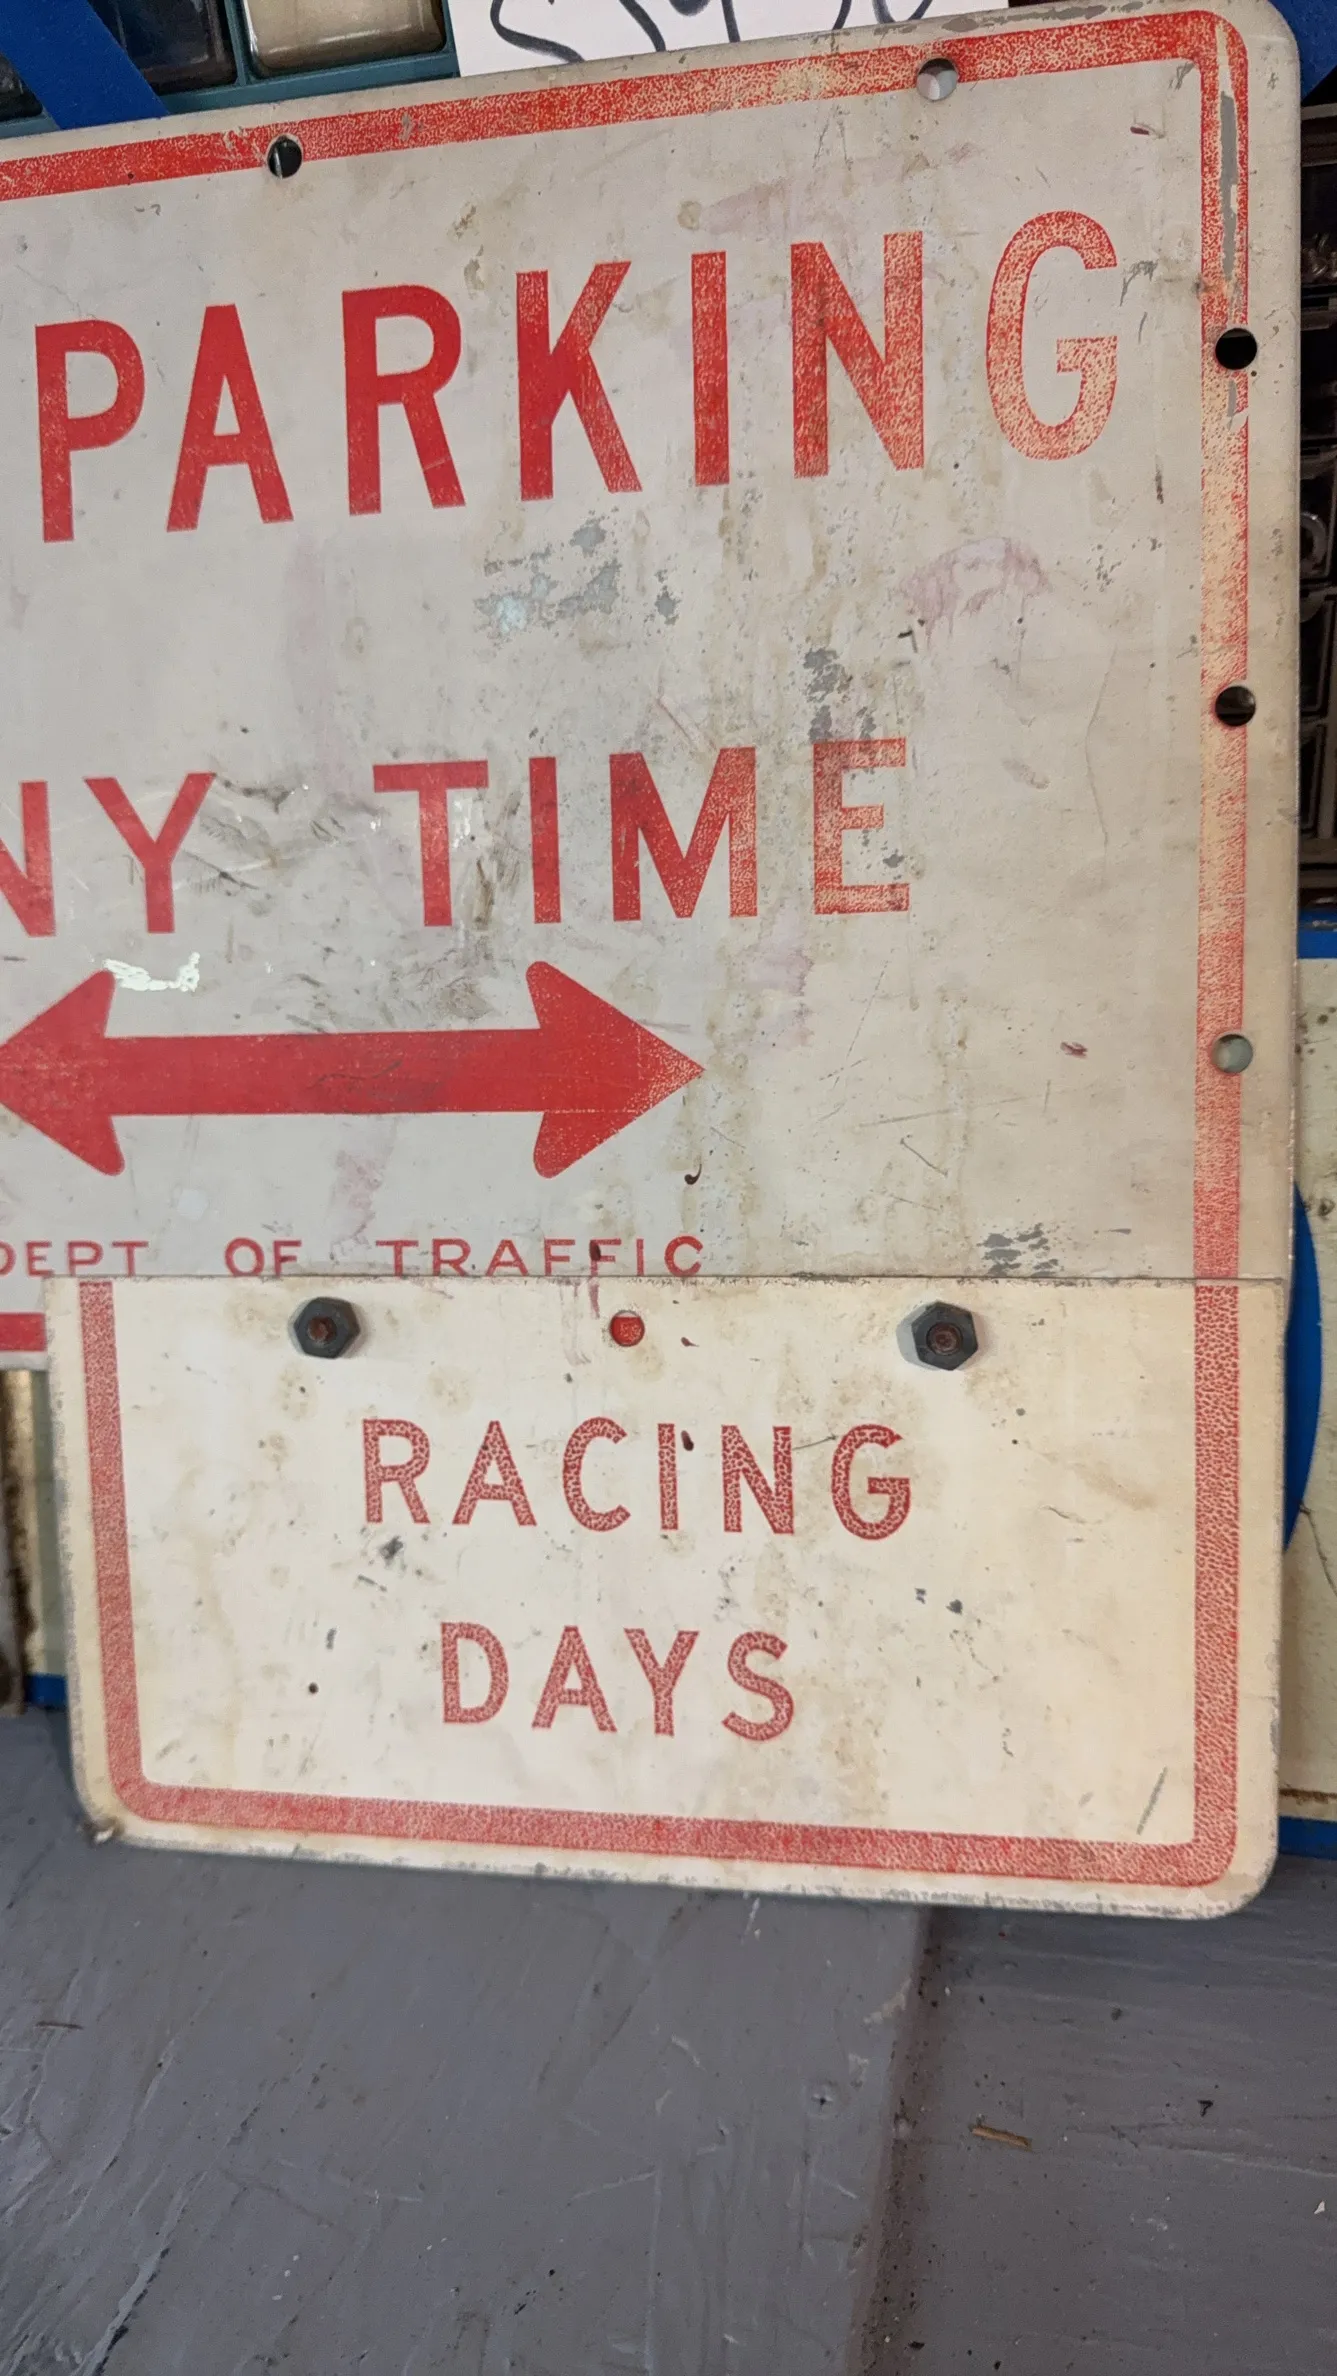 PARKING
NY TIME
DEPT OF TRAFFIC
RACING
DAYS